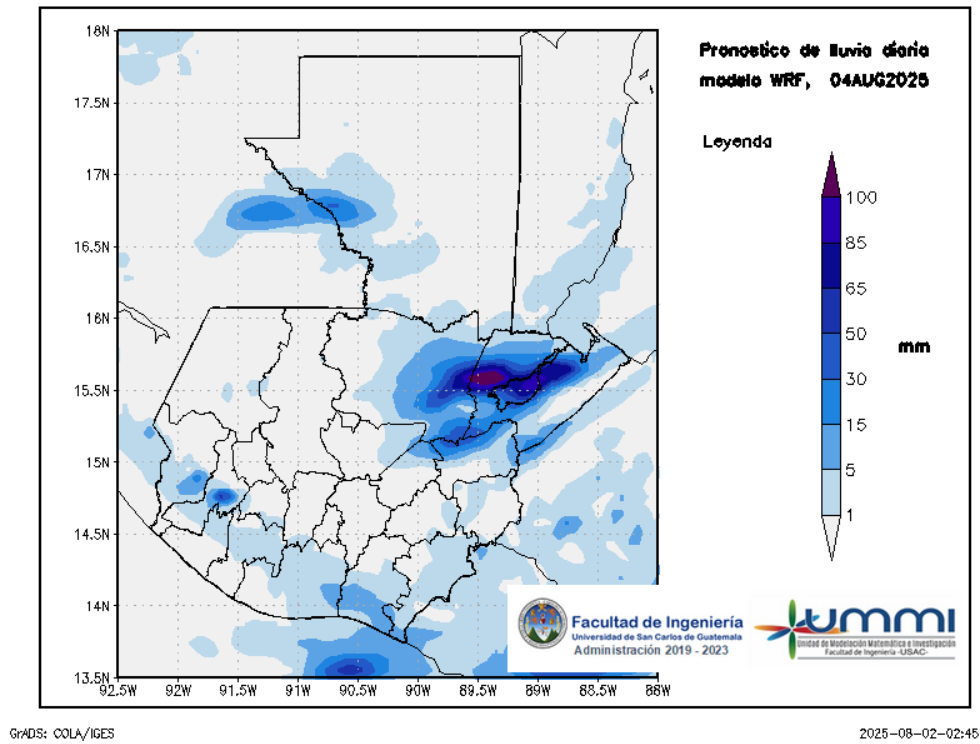 Pronostico de lluvia diaria
modelo WRF, 04AUG2025
Leyenda
100
85
65
50
30
15
5
1
mm
18N
17.5N
17N
16.5N
16N
15.5N
15N
14.5N
14N
13.5N
92.5W
92W
91.5W
91W
90.5W
90W
89.5W
89W
88.5W
88W
Facultad de Ingeniería
Universidad de San Carlos de Guatemala
Administración 2019 - 2023
ummi
Unidad de Modelación Matemática e Investigación
Facultad de Ingeniería -USAC-
GrADS: COLA/IGES
2025-08-02-02:45